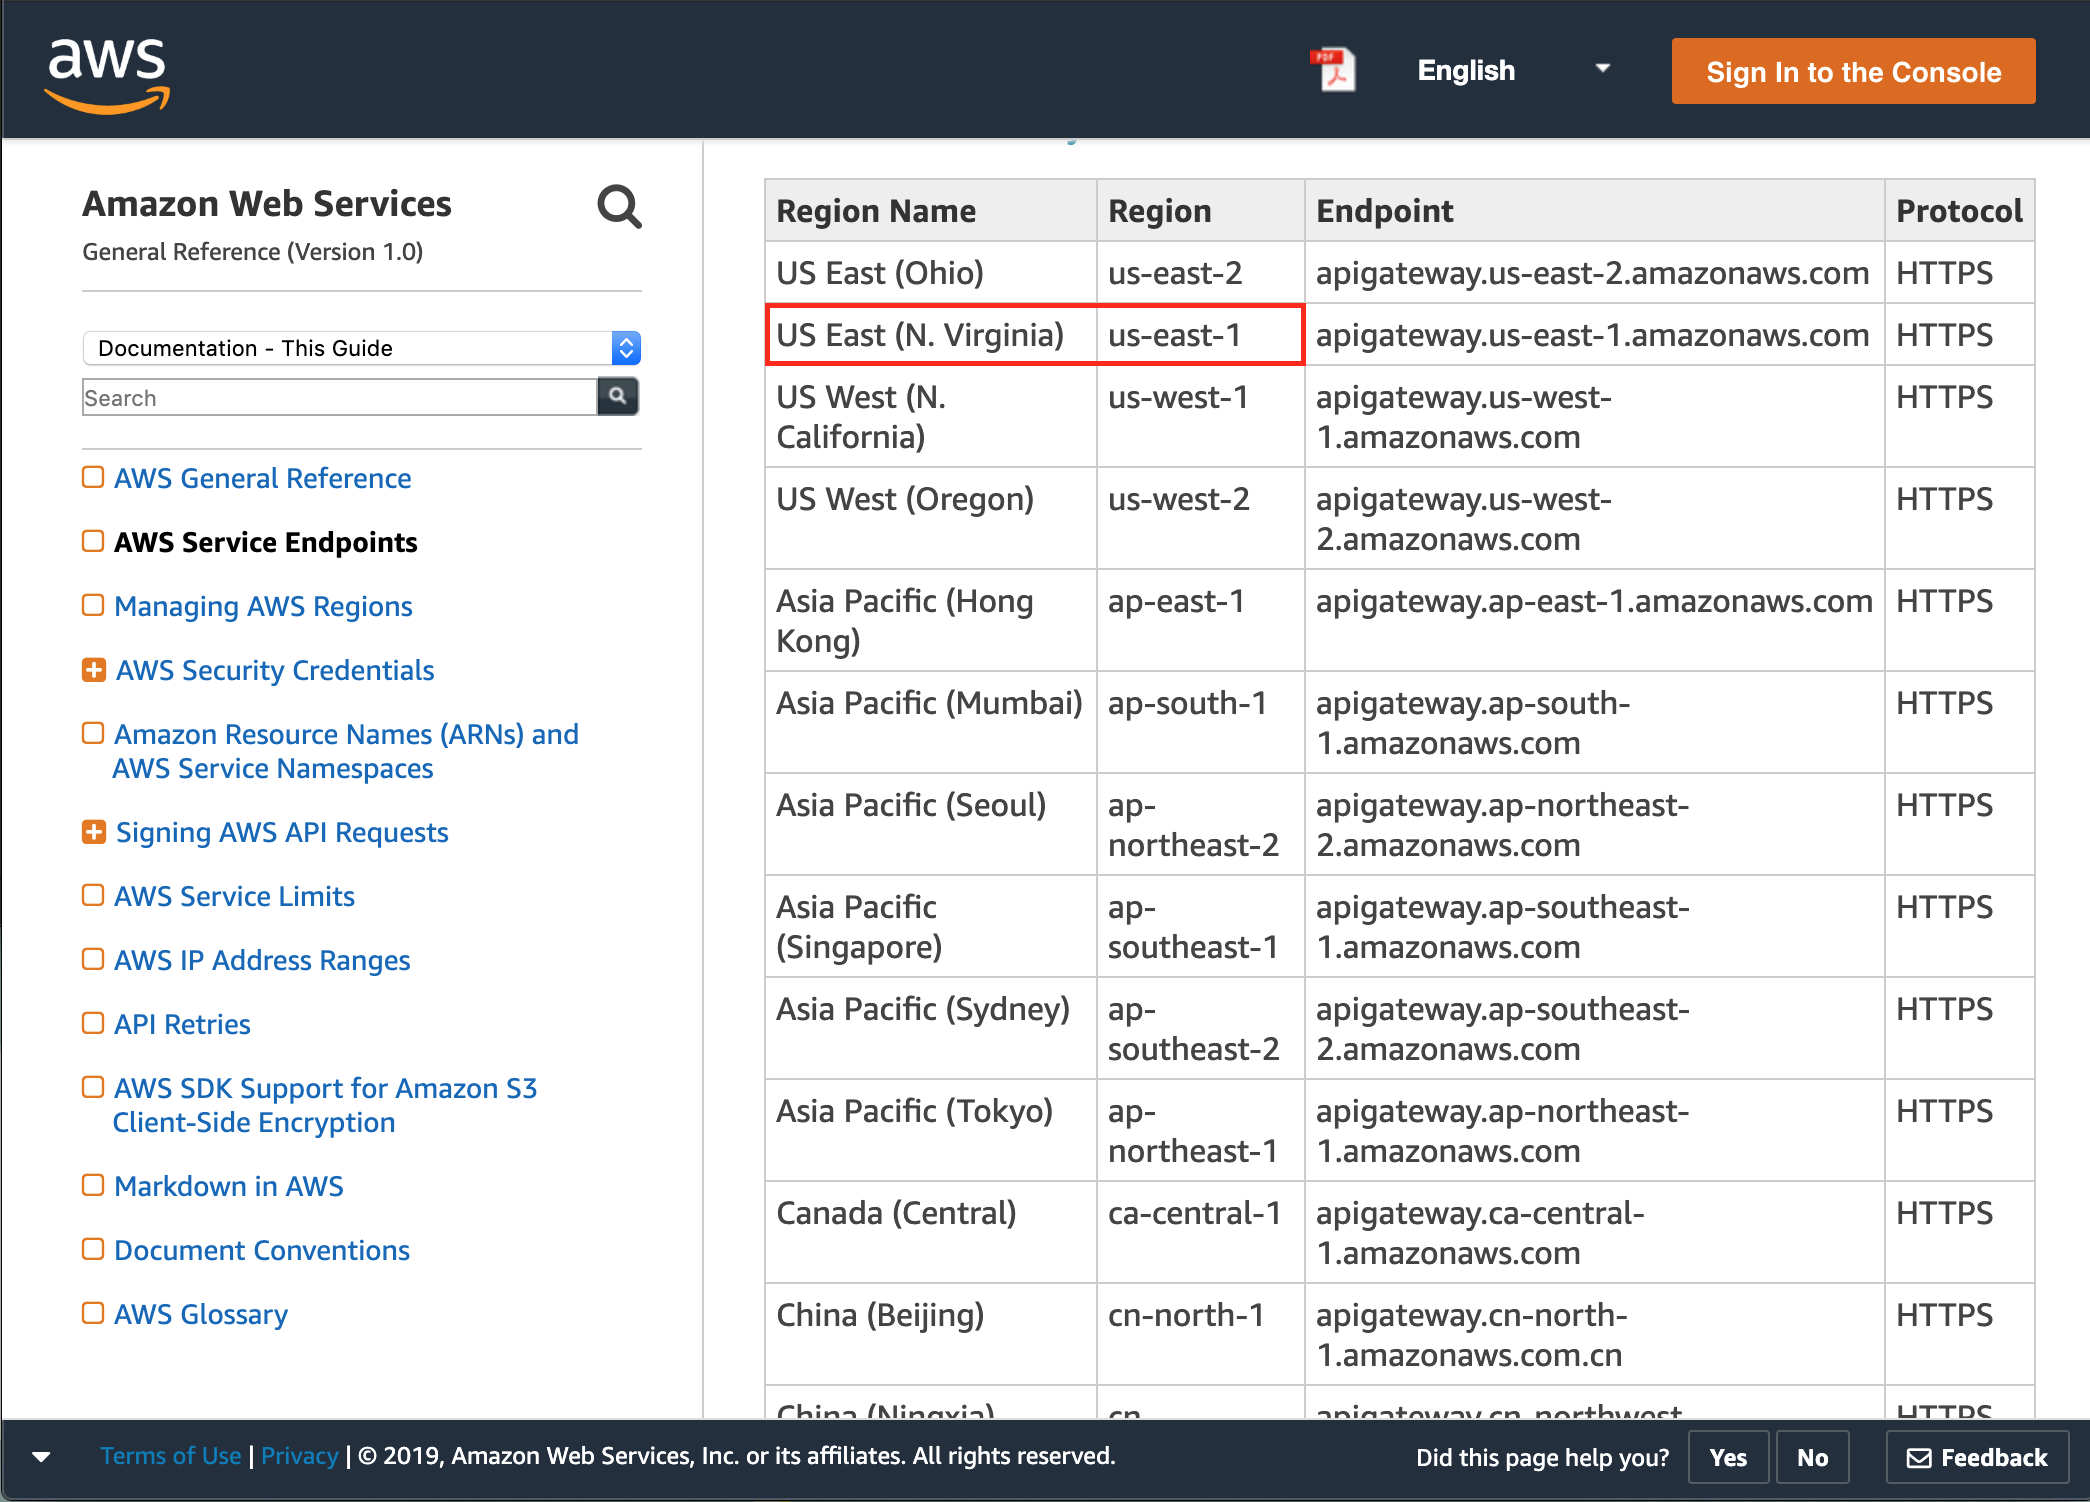 aws
PDF
English
Sign In to the Console
Amazon Web Services
General Reference (Version 1.0)
Documentation - This Guide
Search
AWS General Reference
AWS Service Endpoints
Managing AWS Regions
AWS Security Credentials
Amazon Resource Names (ARNs) and
AWS Service Namespaces
Signing AWS API Requests
AWS Service Limits
AWS IP Address Ranges
API Retries
AWS SDK Support for Amazon S3
Client-Side Encryption
Markdown in AWS
Document Conventions
AWS Glossary
Region Name Region Endpoint Protocol
US East (Ohio) us-east-2 apigateway.us-east-2.amazonaws.com HTTPS
US East (N. Virginia) us-east-1 apigateway.us-east-1.amazonaws.com HTTPS
US West (N. us-west-1 apigateway.us-west- HTTPS
California) 1.amazonaws.com
US West (Oregon) us-west-2 apigateway.us-west- HTTPS
2.amazonaws.com
Asia Pacific (Hong ap-east-1 apigateway.ap-east-1.amazonaws.com HTTPS
Kong)
Asia Pacific (Mumbai) ap-south-1 apigateway.ap-south- HTTPS
1.amazonaws.com
Asia Pacific (Seoul) ap- apigateway.ap-northeast- HTTPS
northeast-2 2.amazonaws.com
Asia Pacific ap- apigateway.ap-southeast- HTTPS
(Singapore) southeast-1 1.amazonaws.com
Asia Pacific (Sydney) ap- apigateway.ap-southeast- HTTPS
southeast-2 2.amazonaws.com
Asia Pacific (Tokyo) ap- apigateway.ap-northeast- HTTPS
northeast-1 1.amazonaws.com
Canada (Central) ca-central-1 apigateway.ca-central- HTTPS
1.amazonaws.com
China (Beijing) cn-north-1 apigateway.cn-north- HTTPS
1.amazonaws.com.cn
China (Ningxia) cn- apigateway.cn-northwest- HTTPS
Terms of Use | Privacy | © 2019, Amazon Web Services, Inc. or its affiliates. All rights reserved.
Did this page help you? Yes No Feedback